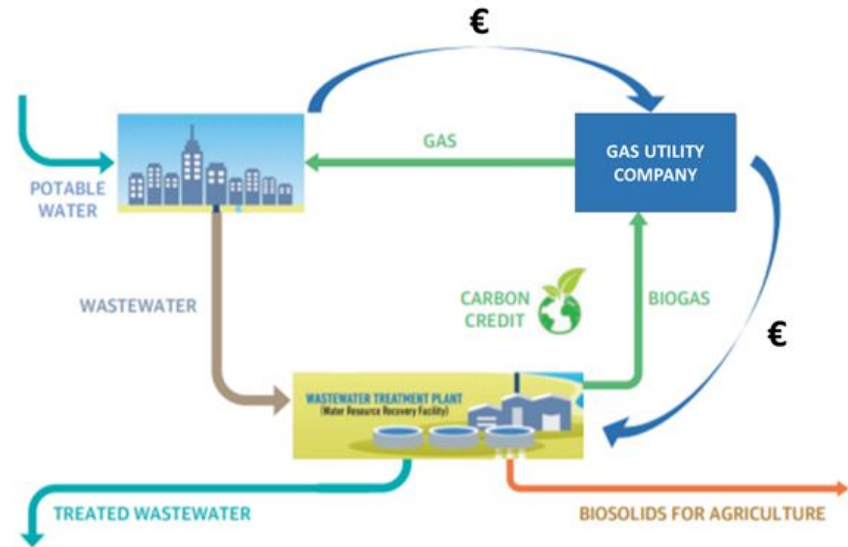 €
GAS
GAS UTILITY
COMPANY
POTABLE
WATER
WASTEWATER
CARBON
CREDIT
BIOGAS
€
WASTEWATER TREATMENT PLANT
(Water Resource Recovery Facility)
TREATED WASTEWATER
BIOSOLIDS FOR AGRICULTURE